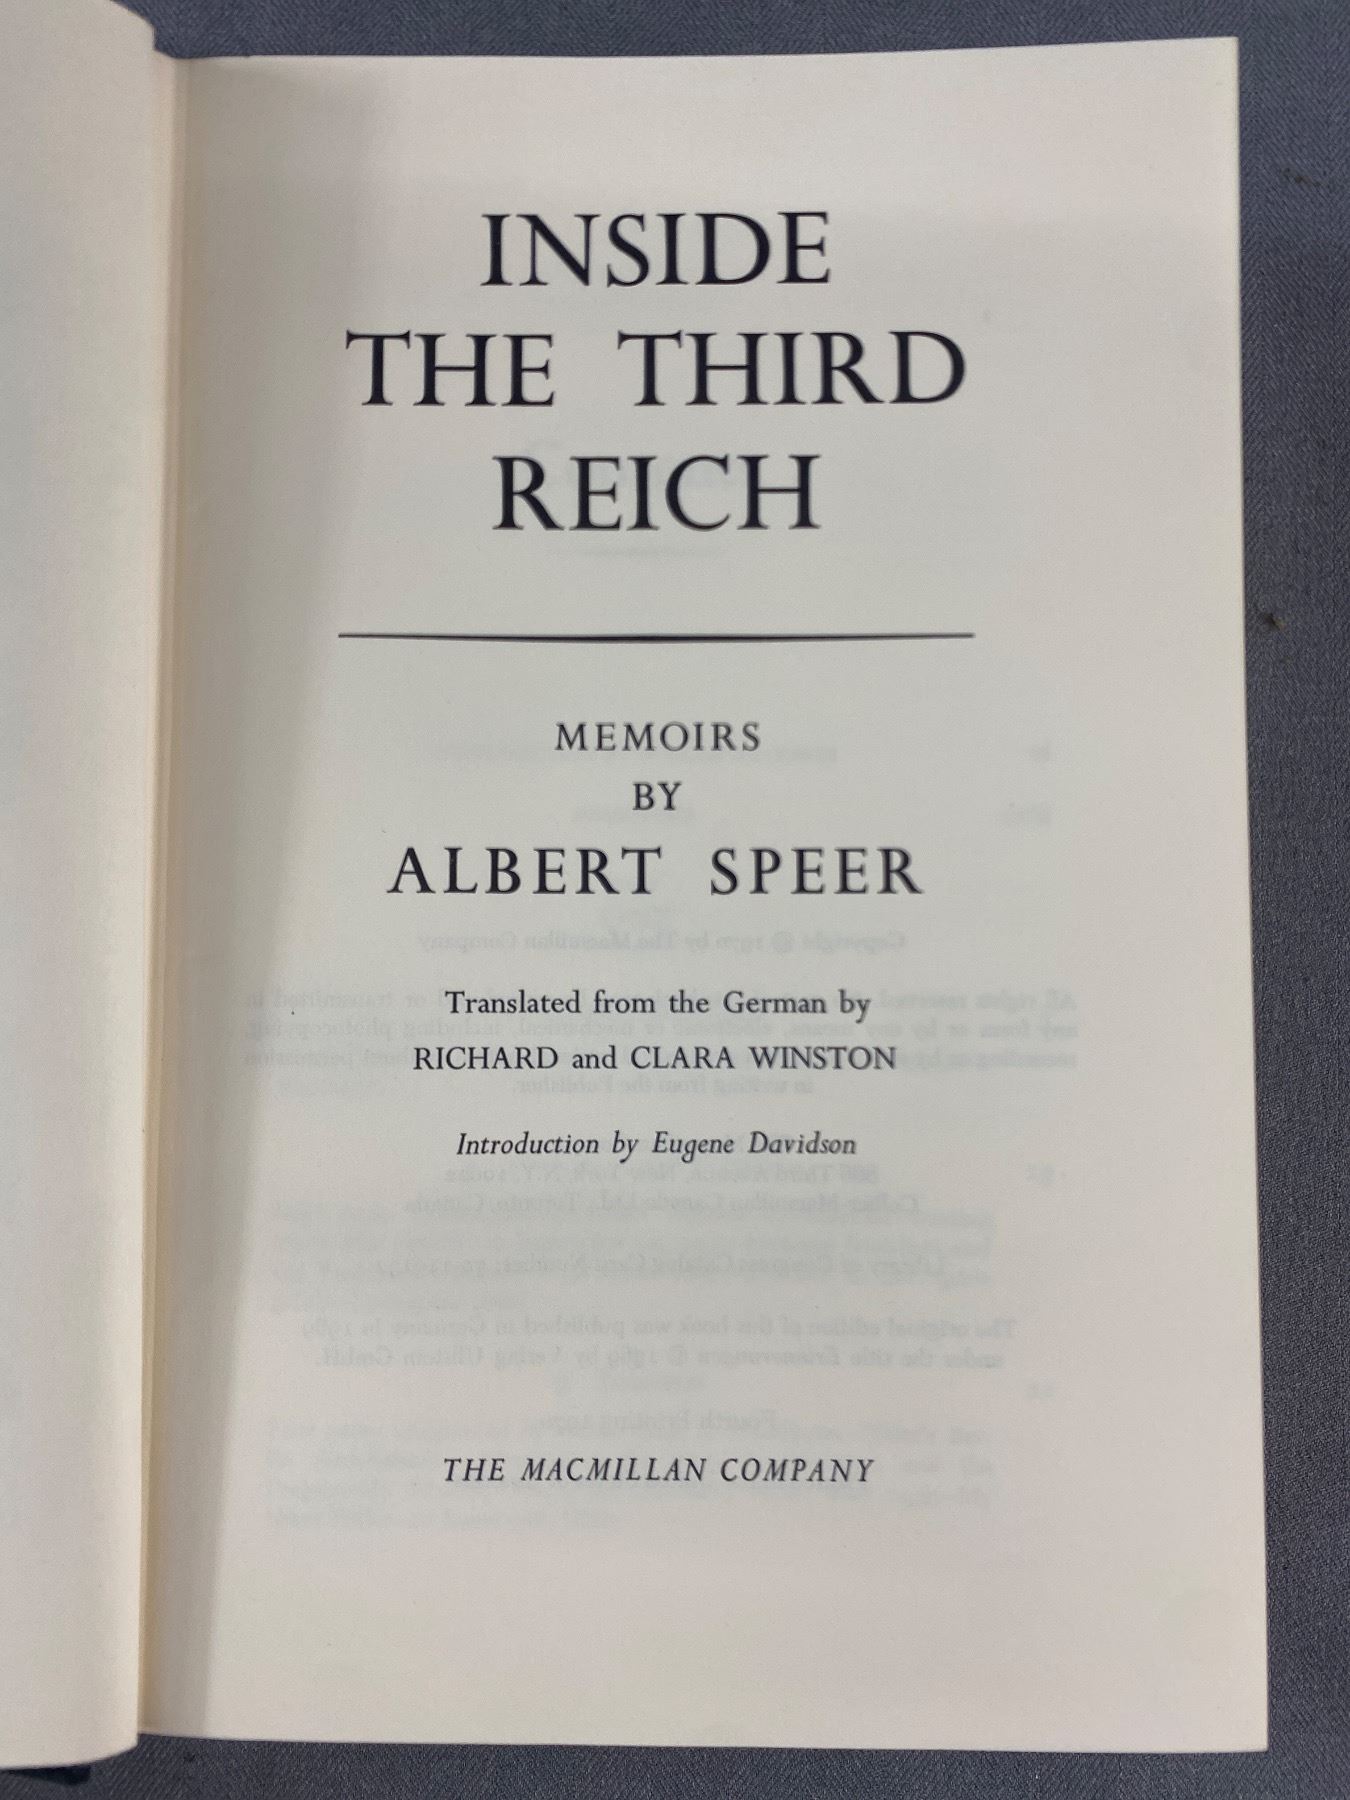 INSIDE
THE THIRD
REICH
MEMOIRS
BY
ALBERT SPEER
Translated from the German by
RICHARD and CLARA WINSTON
Introduction by Eugene Davidson
THE MACMILLAN COMPANY